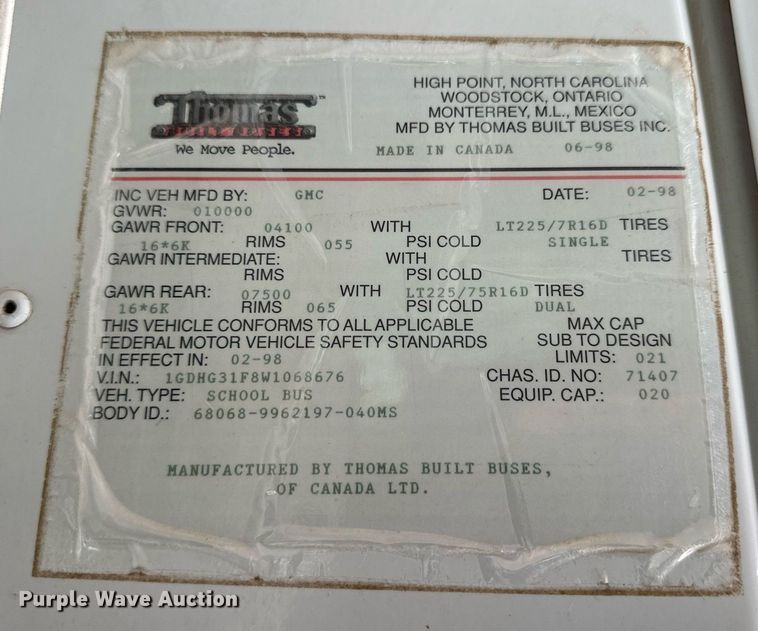 Thomas ™
BUILT BUSES
We Move People.
HIGH POINT, NORTH CAROLINA
WOODSTOCK, ONTARIO
MONTERREY, M.L., MEXICO
MFD BY THOMAS BUILT BUSES INC.
MADE IN CANADA 06-98
INC VEH MFD BY: GMC DATE: 02-98
GVWR: 010000
GAWR FRONT: 04100 WITH LT225/7R16D TIRES
16*6K RIMS 055 PSI COLD SINGLE
GAWR INTERMEDIATE: WITH TIRES
RIMS PSI COLD
GAWR REAR: 07500 WITH LT225/75R16D TIRES
16*6K RIMS 065 PSI COLD DUAL
THIS VEHICLE CONFORMS TO ALL APPLICABLE MAX CAP
FEDERAL MOTOR VEHICLE SAFETY STANDARDS SUB TO DESIGN
IN EFFECT IN: 02-98 LIMITS: 021
V.I.N.: 1GDHG31F8W1068676 CHAS. ID. NO: 71407
VEH. TYPE: SCHOOL BUS EQUIP. CAP.: 020
BODY ID.: 68068-9962197-040MS
MANUFACTURED BY THOMAS BUILT BUSES,
OF CANADA LTD.
Purple Wave Auction